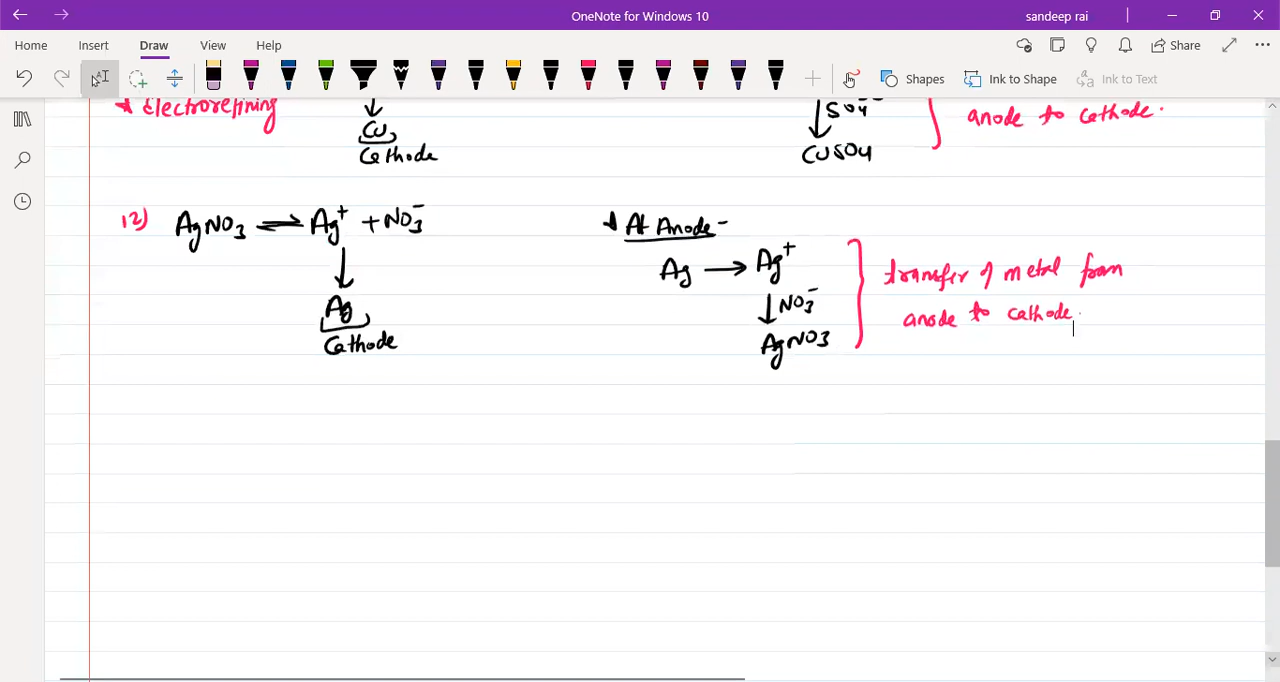 OneNote for Windows 10
sandeep rai
Home Insert Draw View Help
Share
Shapes Ink to Shape Ink to Text
Electrorefining
Cu
Cathode
SO4--
CuSO4
anode to cathode.
12) AgNO3 ⇌ Ag+ + NO3-
Ag
Cathode
At Anode-
Ag → Ag+
NO3-
AgNO3
transfer of metal from
anode to cathode.